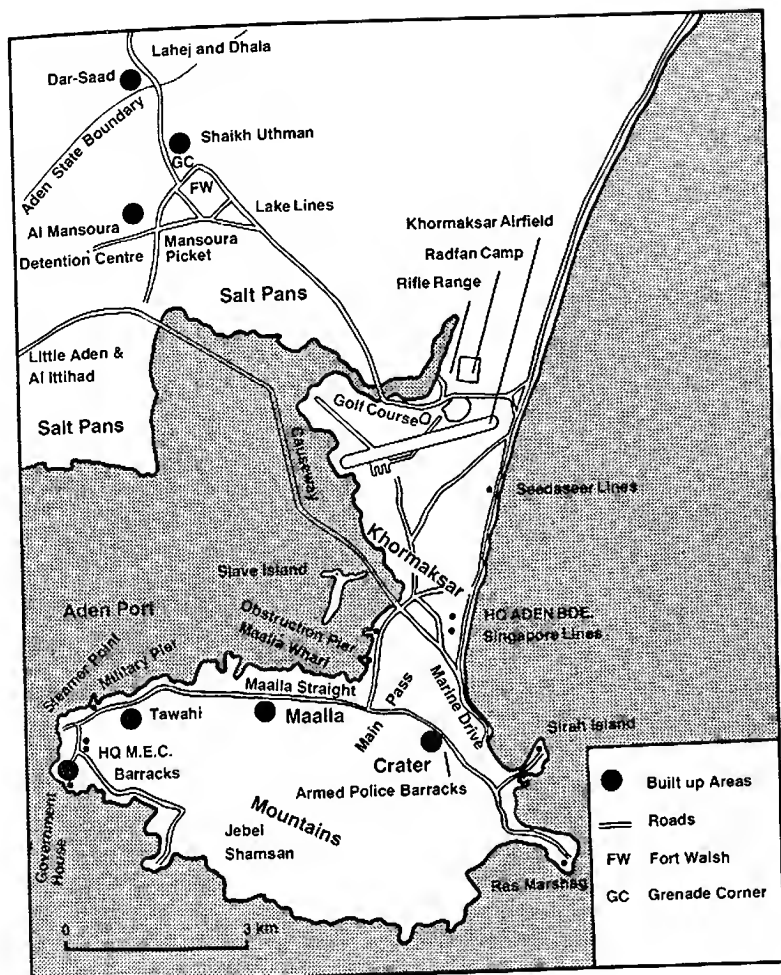 Lahej and Dhala
Dar-Saad
Aden State Boundary
Shaikh Uthman
GC
FW
Lake Lines
Al Mansoura
Khormaksar Airfield
Detention Centre
Mansoura
Picket
Radfan Camp
Rifle Range
Salt Pans
Little Aden &
Al Ittihad
Golf Course
Salt Pans
Causeway
Seedaseer Lines
Khormaksar
Slave Island
Aden Port
Obstruction Pier
Maalla Wharf
HQ ADEN BDE.
Singapore Lines
Steamer Point
Military Pier
Maalla Straight
Main Pass
Marine Drive
Tawahi
Maalla
Sirah Island
HQ M.E.C.
Barracks
Crater
Armed Police Barracks
Government
House
Mountains
Jebel
Shamsan
Ras Marshag
0 3 km
Built up Areas
Roads
FW Fort Walsh
GC Grenade Corner